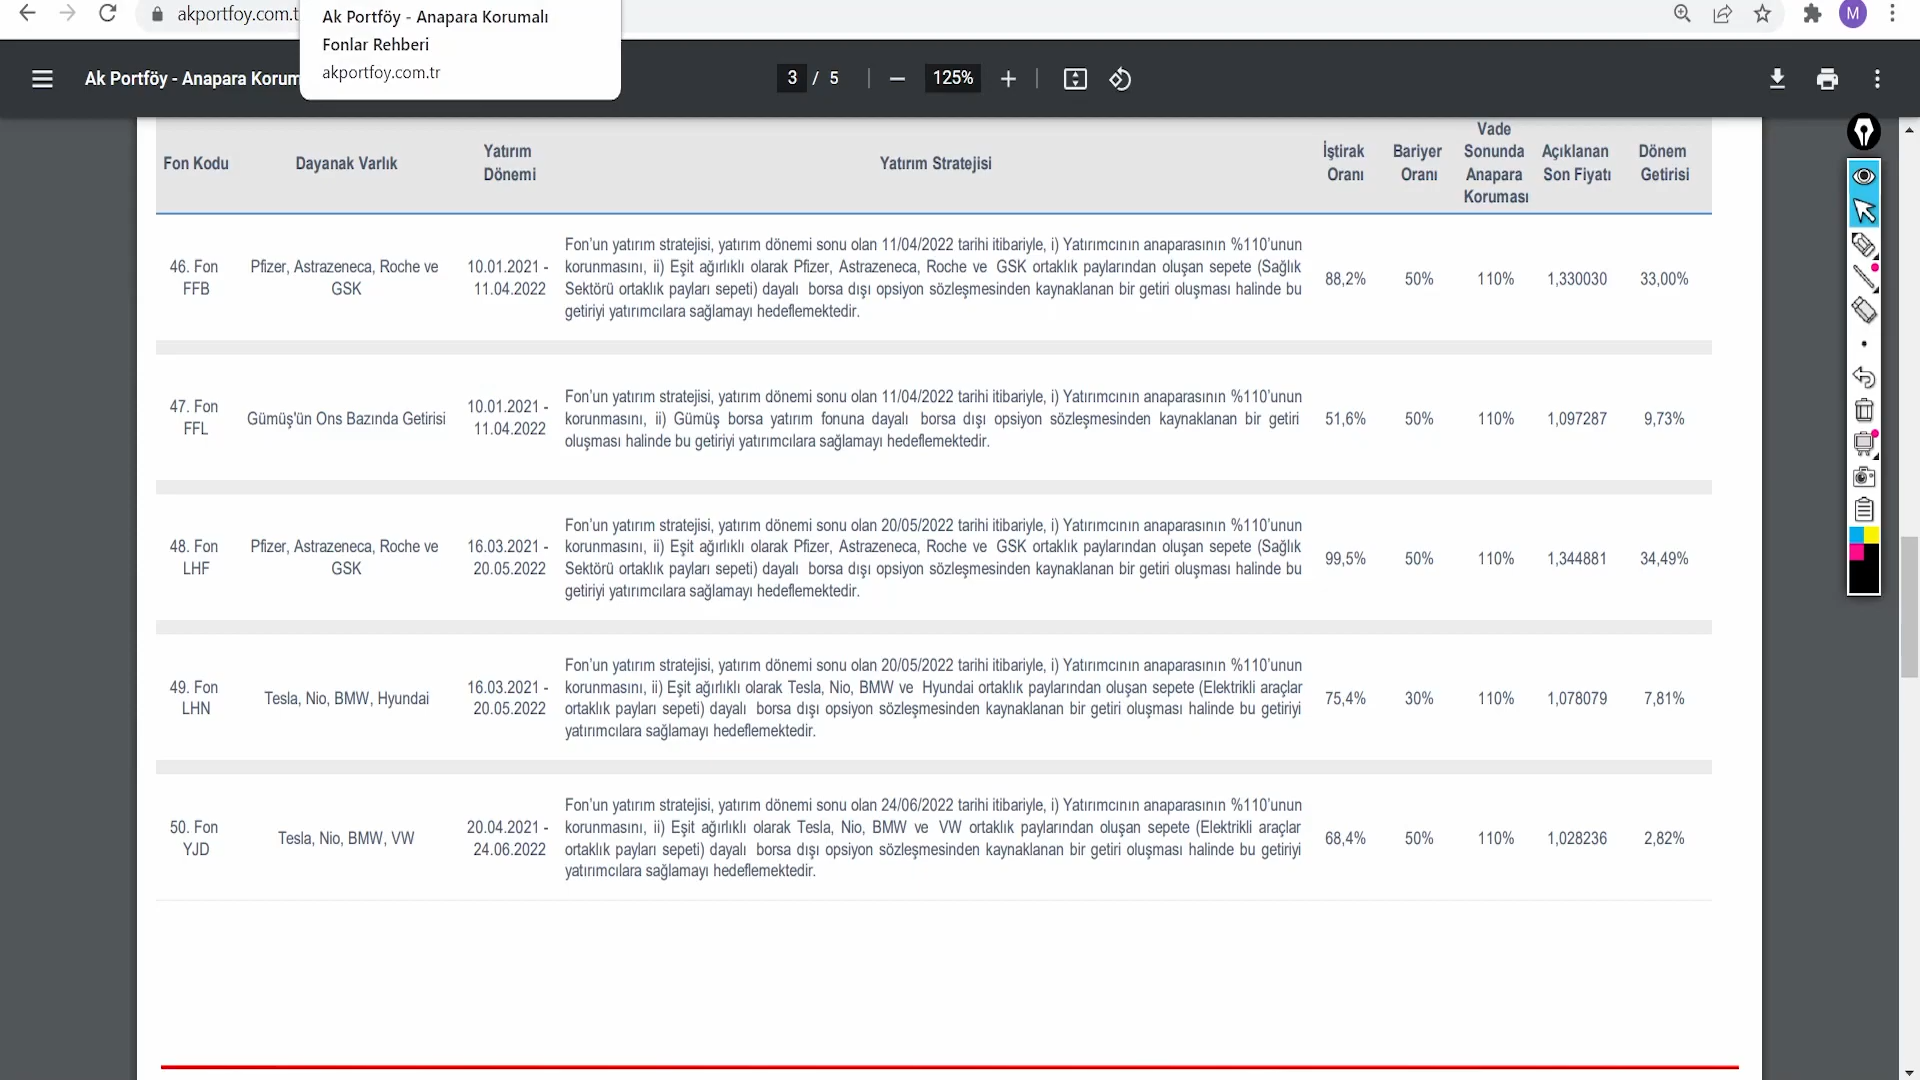 akportfoy.com.t
Ak Portföy - Anapara Korumalı
Fonlar Rehberi
akportfoy.com.tr
M
Ak Portföy - Anapara Korum
3 / 5
125%
Fon Kodu
Dayanak Varlık
Yatırım
Dönemi
Yatırım Stratejisi
İştirak
Oranı
Bariyer
Oranı
Vade
Sonunda
Anapara
Koruması
Açıklanan
Son Fiyatı
Dönem
Getirisi
46. Fon
FFB
Pfizer, Astrazeneca, Roche ve
GSK
10.01.2021 -
11.04.2022
Fon'un yatırım stratejisi, yatırım dönemi sonu olan 11/04/2022 tarihi itibariyle, i) Yatırımcının anaparasının %110'unun
korunmasını, ii) Eşit ağırlıklı olarak Pfizer, Astrazeneca, Roche ve GSK ortaklık paylarından oluşan sepete (Sağlık
Sektörü ortaklık payları sepeti) dayalı borsa dışı opsiyon sözleşmesinden kaynaklanan bir getiri oluşması halinde bu
getiriyi yatırımcılara sağlamayı hedeflemektedir.
88,2%
50%
110%
1,330030
33,00%
47. Fon
FFL
Gümüş'ün Ons Bazında Getirisi
10.01.2021 -
11.04.2022
Fon'un yatırım stratejisi, yatırım dönemi sonu olan 11/04/2022 tarihi itibariyle, i) Yatırımcının anaparasının %110'unun
korunmasını, ii) Gümüş borsa yatırım fonuna dayalı borsa dışı opsiyon sözleşmesinden kaynaklanan bir getiri
oluşması halinde bu getiriyi yatırımcılara sağlamayı hedeflemektedir.
51,6%
50%
110%
1,097287
9,73%
48. Fon
LHF
Pfizer, Astrazeneca, Roche ve
GSK
16.03.2021 -
20.05.2022
Fon'un yatırım stratejisi, yatırım dönemi sonu olan 20/05/2022 tarihi itibariyle, i) Yatırımcının anaparasının %110'unun
korunmasını, ii) Eşit ağırlıklı olarak Pfizer, Astrazeneca, Roche ve GSK ortaklık paylarından oluşan sepete (Sağlık
Sektörü ortaklık payları sepeti) dayalı borsa dışı opsiyon sözleşmesinden kaynaklanan bir getiri oluşması halinde bu
getiriyi yatırımcılara sağlamayı hedeflemektedir.
99,5%
50%
110%
1,344881
34,49%
49. Fon
LHN
Tesla, Nio, BMW, Hyundai
16.03.2021 -
20.05.2022
Fon'un yatırım stratejisi, yatırım dönemi sonu olan 20/05/2022 tarihi itibariyle, i) Yatırımcının anaparasının %110'unun
korunmasını, ii) Eşit ağırlıklı olarak Tesla, Nio, BMW ve Hyundai ortaklık paylarından oluşan sepete (Elektrikli araçlar
ortaklık payları sepeti) dayalı borsa dışı opsiyon sözleşmesinden kaynaklanan bir getiri oluşması halinde bu getiriyi
yatırımcılara sağlamayı hedeflemektedir.
75,4%
30%
110%
1,078079
7,81%
50. Fon
YJD
Tesla, Nio, BMW, VW
20.04.2021 -
24.06.2022
Fon'un yatırım stratejisi, yatırım dönemi sonu olan 24/06/2022 tarihi itibariyle, i) Yatırımcının anaparasının %110'unun
korunmasını, ii) Eşit ağırlıklı olarak Tesla, Nio, BMW ve VW ortaklık paylarından oluşan sepete (Elektrikli araçlar
ortaklık payları sepeti) dayalı borsa dışı opsiyon sözleşmesinden kaynaklanan bir getiri oluşması halinde bu getiriyi
yatırımcılara sağlamayı hedeflemektedir.
68,4%
50%
110%
1,028236
2,82%